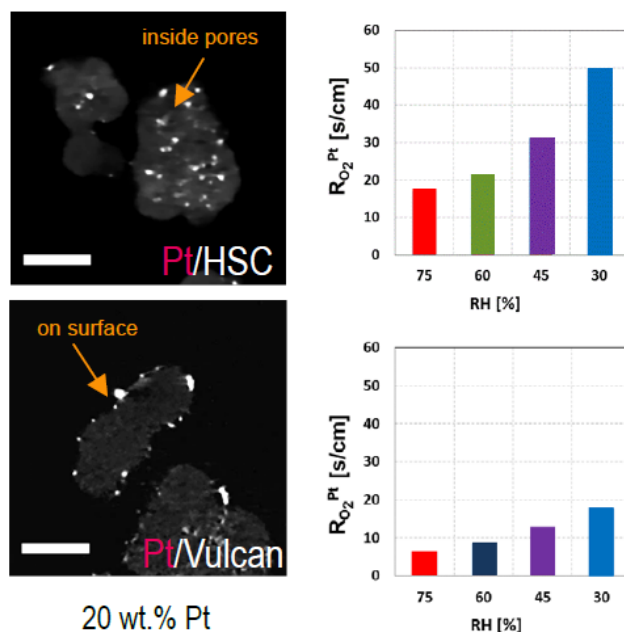 inside pores
Pt/HSC
60
50
40
30
20
10
0
R_O2^Pt [s/cm]
75 60 45 30
RH [%]
on surface
Pt/Vulcan
60
50
40
30
20
10
0
R_O2^Pt [s/cm]
75 60 45 30
RH [%]
20 wt.% Pt